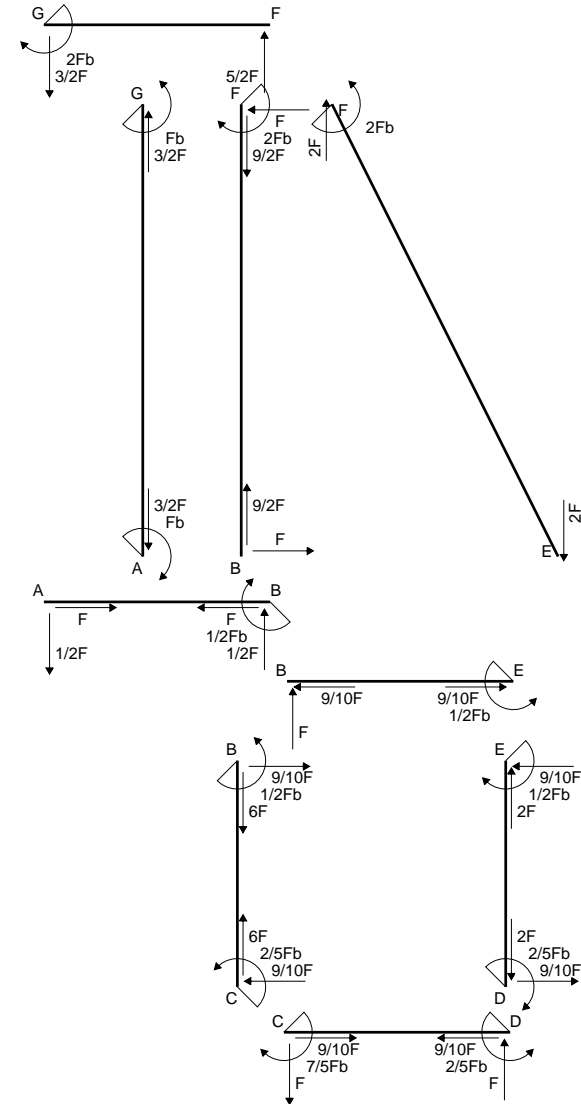 G F
2Fb
3/2F
5/2F
G
Fb
3/2F
3/2F
Fb
A
F
F
2Fb
9/2F
9/2F
F
B
F
2Fb
2F
E
2F
A B
F
1/2F
F
1/2Fb
1/2F
B E
9/10F
F
9/10F
1/2Fb
B
9/10F
1/2Fb
6F
6F
2/5Fb
9/10F
C
E
9/10F
1/2Fb
2F
2F
2/5Fb
9/10F
D
C D
9/10F
7/5Fb
F
9/10F
2/5Fb
F